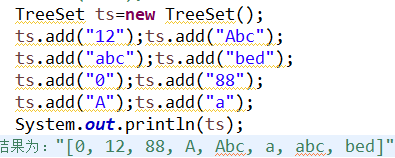 TreeSet ts=new TreeSet();
ts.add("12");ts.add("Abc");
ts.add("abc");ts.add("bed");
ts.add("0");ts.add("88");
ts.add("A");ts.add("a");
System.out.println(ts);
结果为："[0, 12, 88, A, Abc, a, abc, bed]"